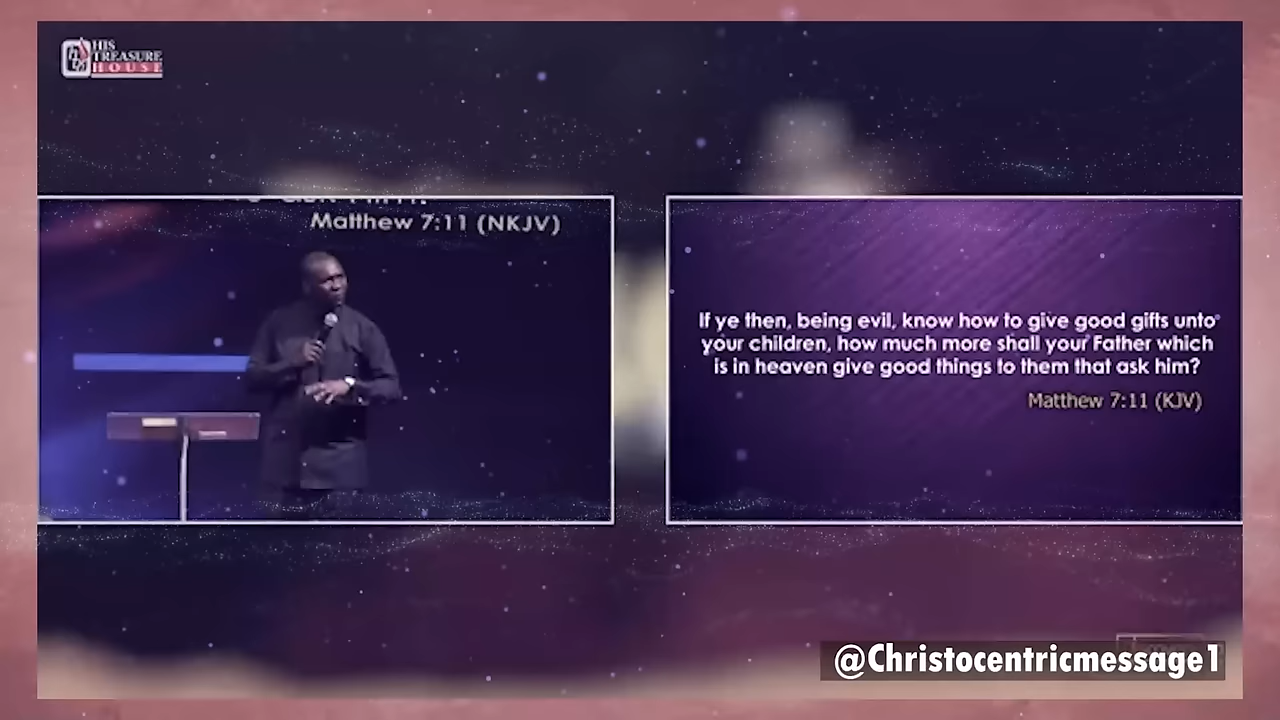 HIS
TREASURE
HOUSE
Matthew 7:11 (NKJV)
If ye then, being evil, know how to give good gifts unto
your children, how much more shall your Father which
is in heaven give good things to them that ask him?
Matthew 7:11 (KJV)
@Christocentricmessage1